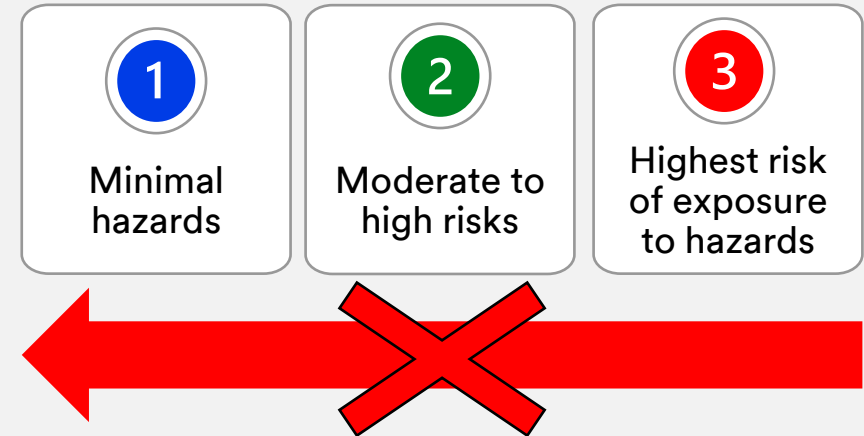 1
Minimal
hazards
2
Moderate to
high risks
3
Highest risk
of exposure
to hazards